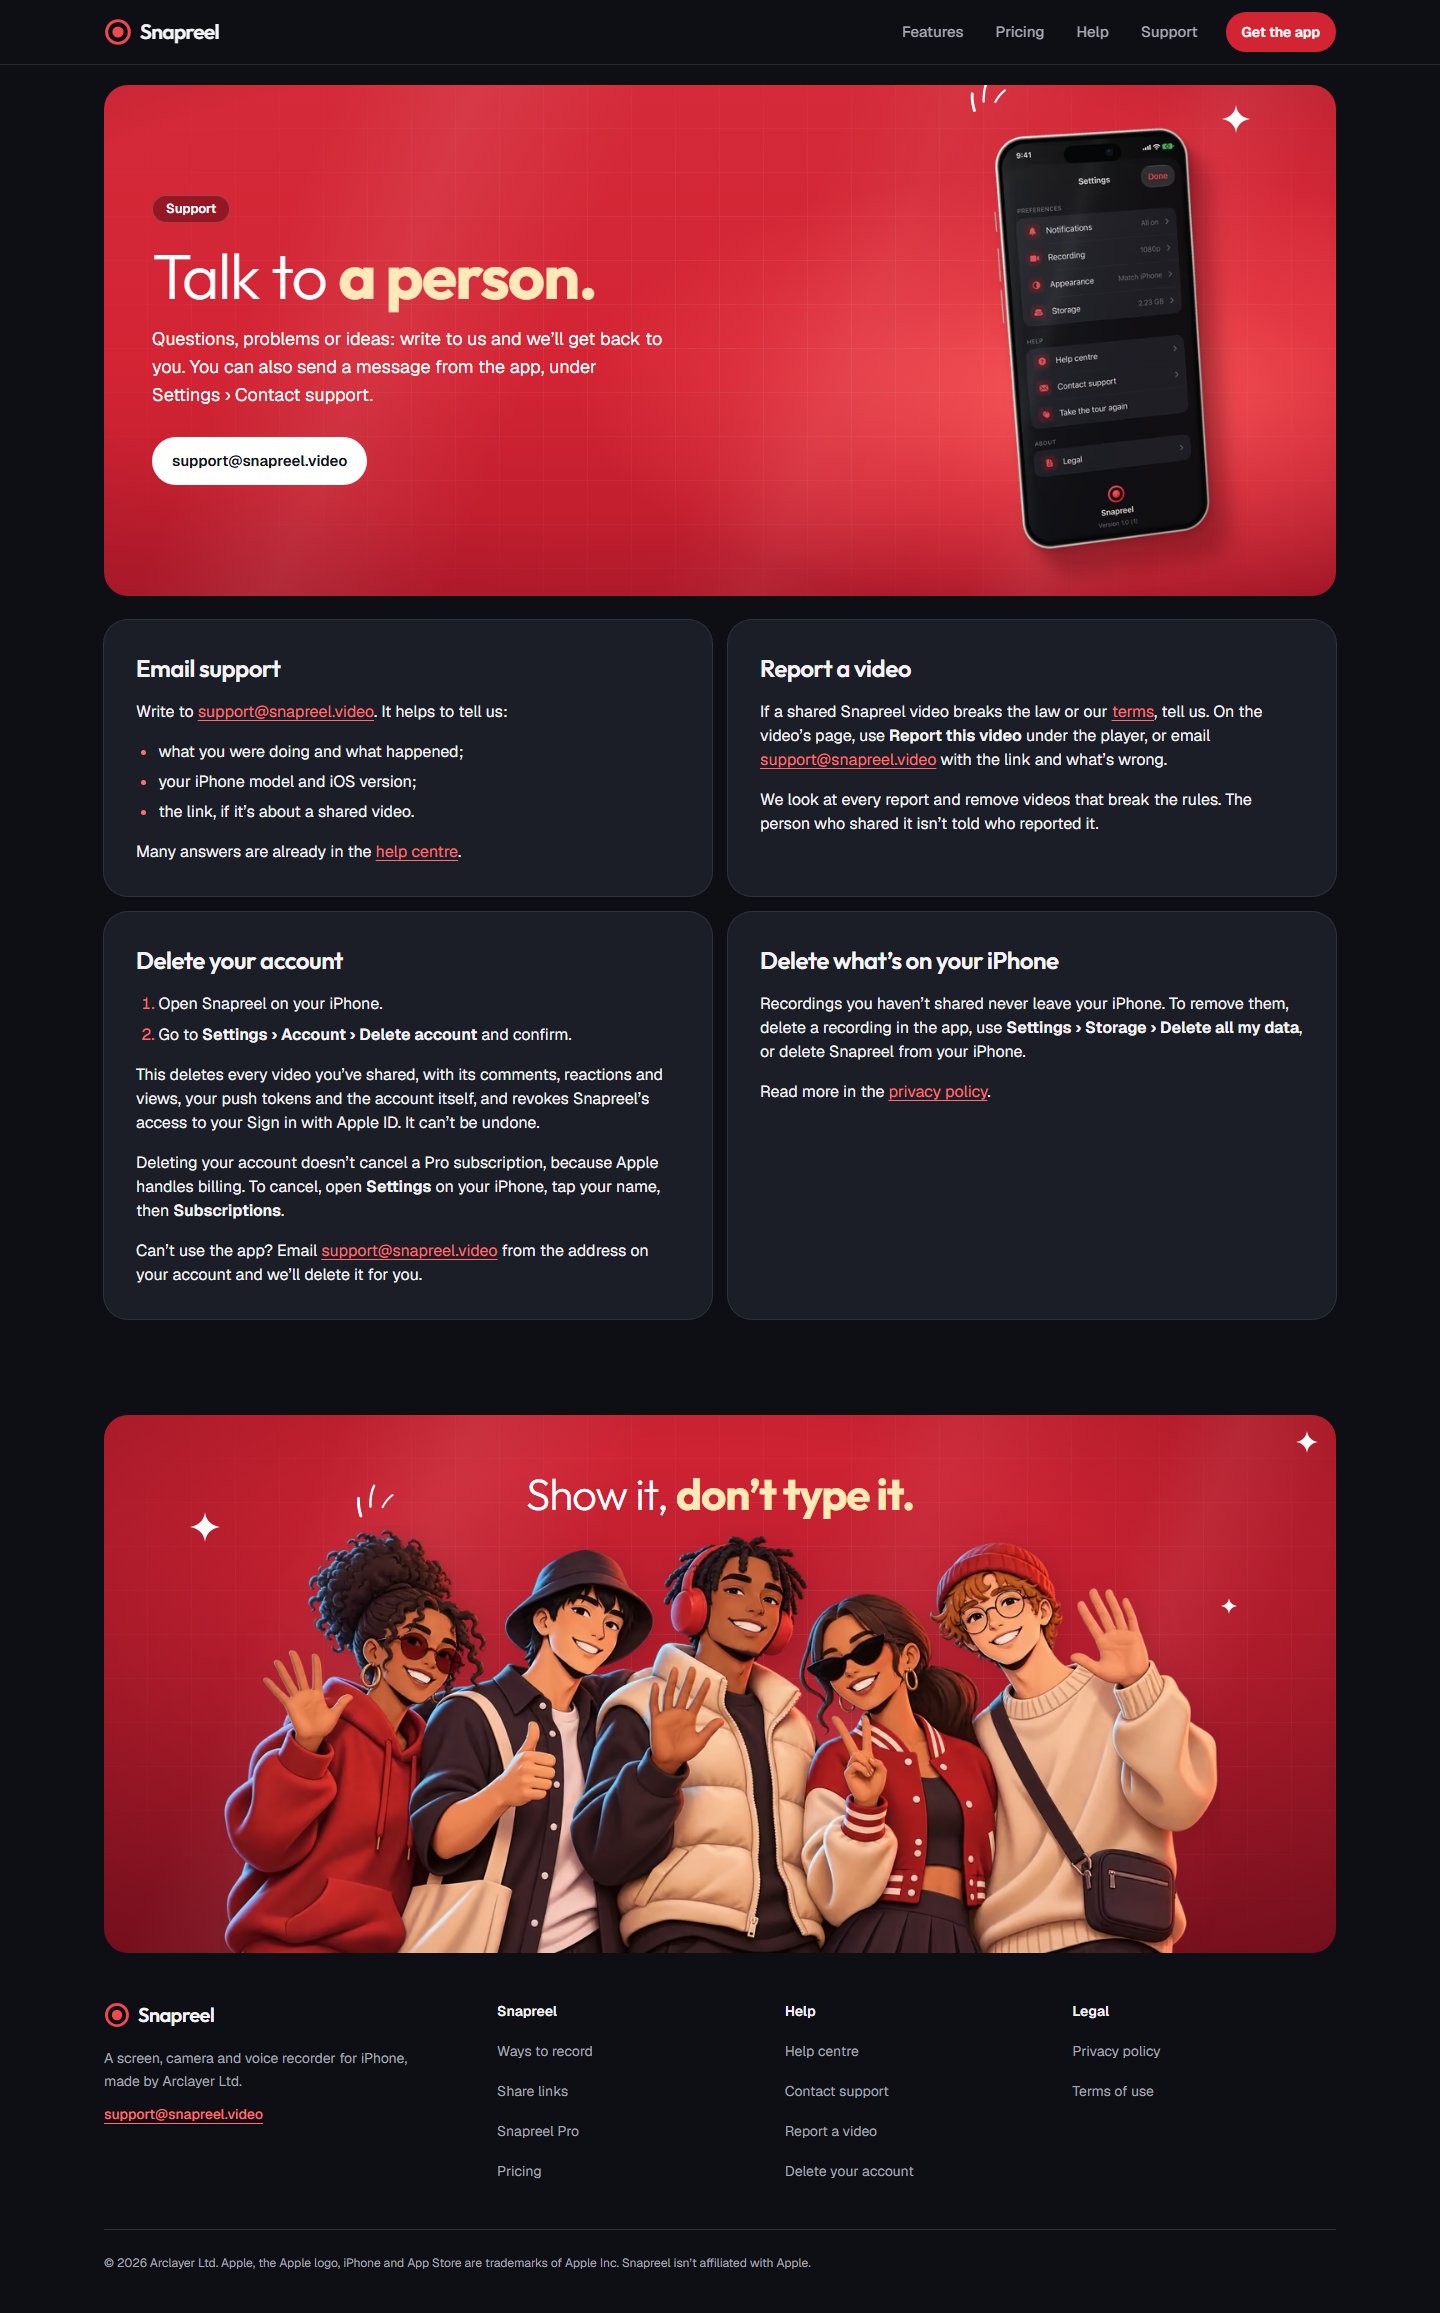 Snapreel
Features
Pricing
Help
Support
Get the app
Support
Talk to a person.
Questions, problems or ideas: write to us and we’ll get back to
you. You can also send a message from the app, under
Settings › Contact support.
support@snapreel.video
9:41
Settings
Done
PREFERENCES
Notifications
All on
Recording
1080p
Appearance
Match iPhone
Storage
2.23 GB
HELP
Help centre
Contact support
Take the tour again
ABOUT
Legal
Snapreel
Version 1.0 (1)
Email support
Write to support@snapreel.video. It helps to tell us:
• what you were doing and what happened;
• your iPhone model and iOS version;
• the link, if it’s about a shared video.
Many answers are already in the help centre.
Report a video
If a shared Snapreel video breaks the law or our terms, tell us. On the
video’s page, use Report this video under the player, or email
support@snapreel.video with the link and what’s wrong.
We look at every report and remove videos that break the rules. The
person who shared it isn’t told who reported it.
Delete your account
1. Open Snapreel on your iPhone.
2. Go to Settings › Account › Delete account and confirm.
This deletes every video you’ve shared, with its comments, reactions and
views, your push tokens and the account itself, and revokes Snapreel’s
access to your Sign in with Apple ID. It can’t be undone.
Deleting your account doesn’t cancel a Pro subscription, because Apple
handles billing. To cancel, open Settings on your iPhone, tap your name,
then Subscriptions.
Can’t use the app? Email support@snapreel.video from the address on
your account and we’ll delete it for you.
Delete what’s on your iPhone
Recordings you haven’t shared never leave your iPhone. To remove them,
delete a recording in the app, use Settings › Storage › Delete all my data,
or delete Snapreel from your iPhone.
Read more in the privacy policy.
Show it, don’t type it.
Snapreel
A screen, camera and voice recorder for iPhone,
made by Arclayer Ltd.
support@snapreel.video
Snapreel
Ways to record
Share links
Snapreel Pro
Pricing
Help
Help centre
Contact support
Report a video
Delete your account
Legal
Privacy policy
Terms of use
© 2026 Arclayer Ltd. Apple, the Apple logo, iPhone and App Store are trademarks of Apple Inc. Snapreel isn’t affiliated with Apple.